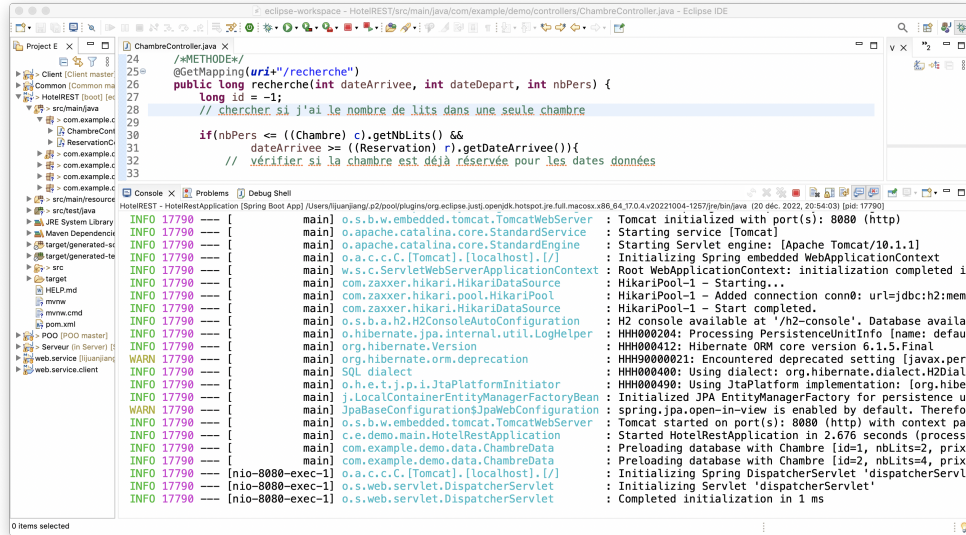 eclipse-workspace - HotelREST/src/main/java/com/example/demo/controllers/ChambreController.java - Eclipse IDE
Project E
> Client [Client master
Common [Common ma
> HotelREST [boot] [ec
> src/main/java
> com.example.c
> ChambreCont
> ReservationCo
> com.example.c
> com.example.c
> com.example.c
> com.example.c
> src/main/resource
> src/test/java
JRE System Library
Maven Dependencie
target/generated-sc
target/generated-te
> src
target
HELP.md
mvnw
mvnw.cmd
pom.xml
> POO [POO master]
> Serveur (in Server) [S
web.service [lijuanjiang
web.service.client
ChambreController.java
24 /*METHODE*/
25 @GetMapping(uri+"/recherche")
26 public long recherche(int dateArrivee, int dateDepart, int nbPers) {
27 long id = -1;
28 // chercher si j'ai le nombre de lits dans une seule chambre
29
30 if(nbPers <= ((Chambre) c).getNbLits() &&
31 dateArrivee >= ((Reservation) r).getDateArrivee()){
32 // vérifier si la chambre est déjà réservée pour les dates données
33
Console Problems Debug Shell
HotelREST - HotelRestApplication [Spring Boot App] /Users/lijuanjiang/.p2/pool/plugins/org.eclipse.justj.openjdk.hotspot.jre.full.macosx.x86_64_17.0.4.v20221004-1257/jre/bin/java (20 déc. 2022, 20:54:03) [pid: 17790]
INFO 17790 --- [ main] o.s.b.w.embedded.tomcat.TomcatWebServer : Tomcat initialized with port(s): 8080 (http)
INFO 17790 --- [ main] o.apache.catalina.core.StandardService : Starting service [Tomcat]
INFO 17790 --- [ main] o.apache.catalina.core.StandardEngine : Starting Servlet engine: [Apache Tomcat/10.1.1]
INFO 17790 --- [ main] o.a.c.c.C.[Tomcat].[localhost].[/] : Initializing Spring embedded WebApplicationContext
INFO 17790 --- [ main] w.s.c.ServletWebServerApplicationContext : Root WebApplicationContext: initialization completed i
INFO 17790 --- [ main] com.zaxxer.hikari.HikariDataSource : HikariPool-1 - Starting...
INFO 17790 --- [ main] com.zaxxer.hikari.pool.HikariPool : HikariPool-1 - Added connection conn0: url=jdbc:h2:mem
INFO 17790 --- [ main] com.zaxxer.hikari.HikariDataSource : HikariPool-1 - Start completed.
INFO 17790 --- [ main] o.s.b.a.h2.H2ConsoleAutoConfiguration : H2 console available at '/h2-console'. Database availa
INFO 17790 --- [ main] o.hibernate.jpa.internal.util.LogHelper : HHH000204: Processing PersistenceUnitInfo [name: defau
INFO 17790 --- [ main] org.hibernate.Version : HHH000412: Hibernate ORM core version 6.1.5.Final
WARN 17790 --- [ main] org.hibernate.orm.deprecation : HHH90000021: Encountered deprecated setting [javax.per
INFO 17790 --- [ main] SQL dialect : HHH000400: Using dialect: org.hibernate.dialect.H2Dial
INFO 17790 --- [ main] o.h.e.t.j.p.i.JtaPlatformInitiator : HHH000490: Using JtaPlatform implementation: [org.hibe
INFO 17790 --- [ main] j.LocalContainerEntityManagerFactoryBean : Initialized JPA EntityManagerFactory for persistence u
WARN 17790 --- [ main] JpaBaseConfiguration$JpaWebConfiguration : spring.jpa.open-in-view is enabled by default. Therefo
INFO 17790 --- [ main] o.s.b.w.embedded.tomcat.TomcatWebServer : Tomcat started on port(s): 8080 (http) with context pa
INFO 17790 --- [ main] c.e.demo.main.HotelRestApplication : Started HotelRestApplication in 2.676 seconds (process
INFO 17790 --- [ main] com.example.demo.data.ChambreData : Preloading database with Chambre [id=1, nbLits=2, prix
INFO 17790 --- [ main] com.example.demo.data.ChambreData : Preloading database with Chambre [id=2, nbLits=4, prix
INFO 17790 --- [nio-8080-exec-1] o.a.c.c.C.[Tomcat].[localhost].[/] : Initializing Spring DispatcherServlet 'dispatcherServl
INFO 17790 --- [nio-8080-exec-1] o.s.web.servlet.DispatcherServlet : Initializing Servlet 'dispatcherServlet'
INFO 17790 --- [nio-8080-exec-1] o.s.web.servlet.DispatcherServlet : Completed initialization in 1 ms
0 items selected